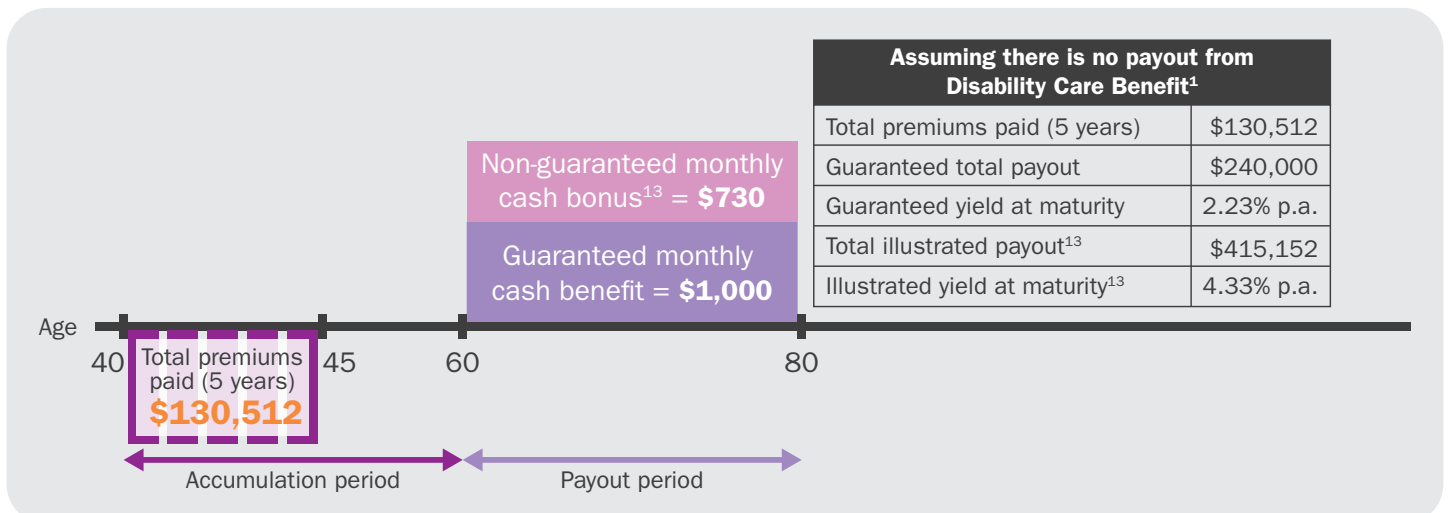 Assuming there is no payout from
Disability Care Benefit¹
Total premiums paid (5 years) $130,512
Guaranteed total payout $240,000
Guaranteed yield at maturity 2.23% p.a.
Total illustrated payout¹³ $415,152
Illustrated yield at maturity¹³ 4.33% p.a.
Non-guaranteed monthly
cash bonus¹³ = $730
Guaranteed monthly
cash benefit = $1,000
Age
40
45
60
80
Total premiums
paid (5 years)
$130,512
Accumulation period
Payout period